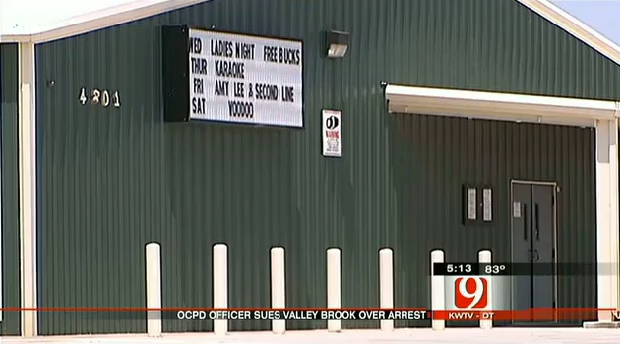 WED LADIES NIGHT FREE BUCKS
THUR KARAOKE
FRI AMY LEE & SECOND LINE
SAT VOODOO
4801
5:13 83°
9
OCPD OFFICER SUES VALLEY BROOK OVER ARREST
KWTV - DT